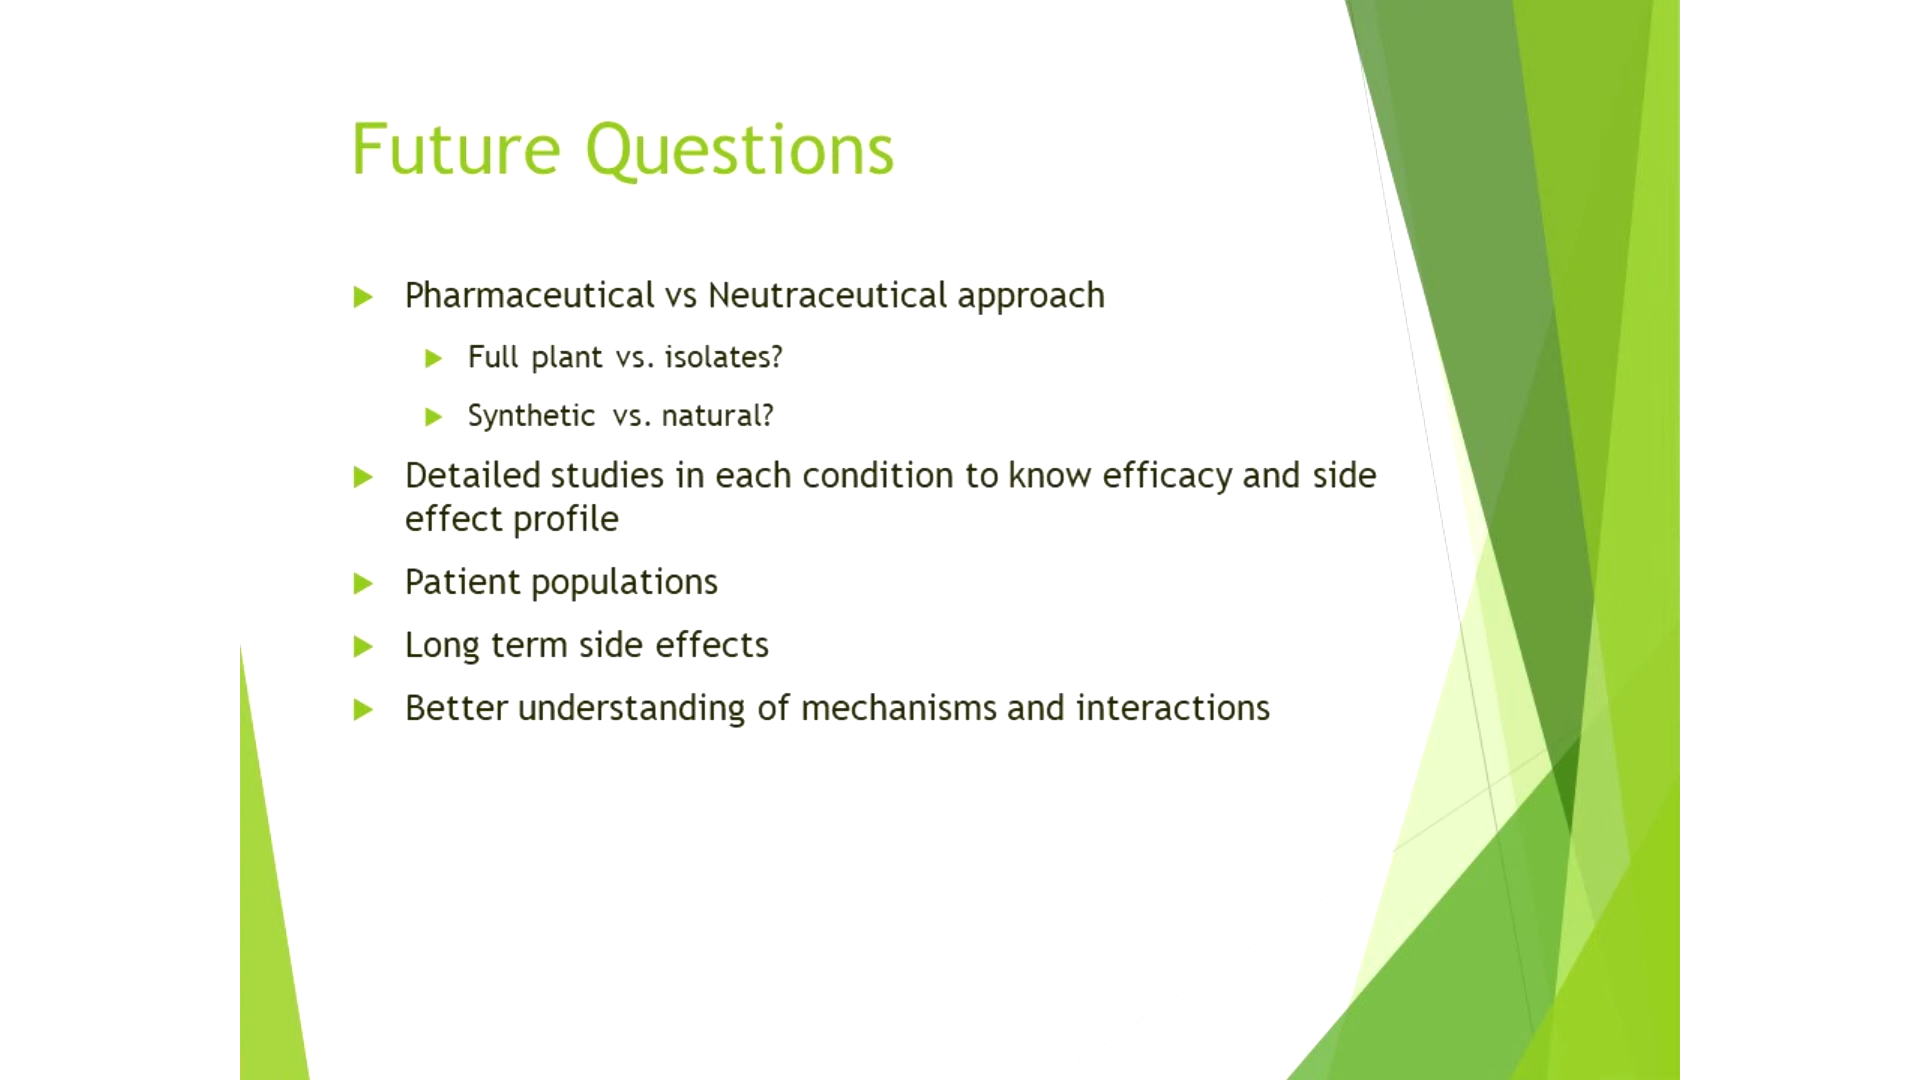 Future Questions
Pharmaceutical vs Neutraceutical approach
Full plant vs. isolates?
Synthetic vs. natural?
Detailed studies in each condition to know efficacy and side
effect profile
Patient populations
Long term side effects
Better understanding of mechanisms and interactions